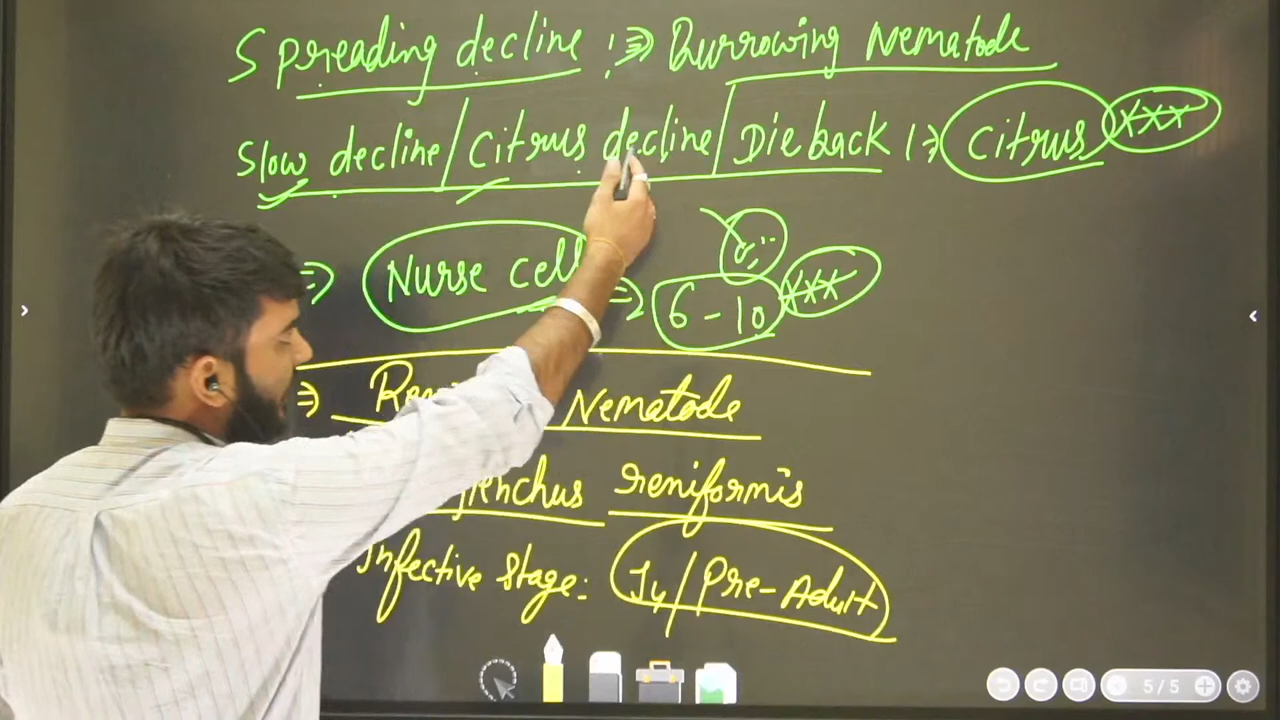 Spreading decline :⇒ Burrowing Nematode
Slow decline/Citrus decline/Die back :⇒ Citrus ***
⇒ Nurse cell ⇒ 6-10 ***
⇒ Nematode
reniformis
Infective stage: J4/Pre-Adult
5/5